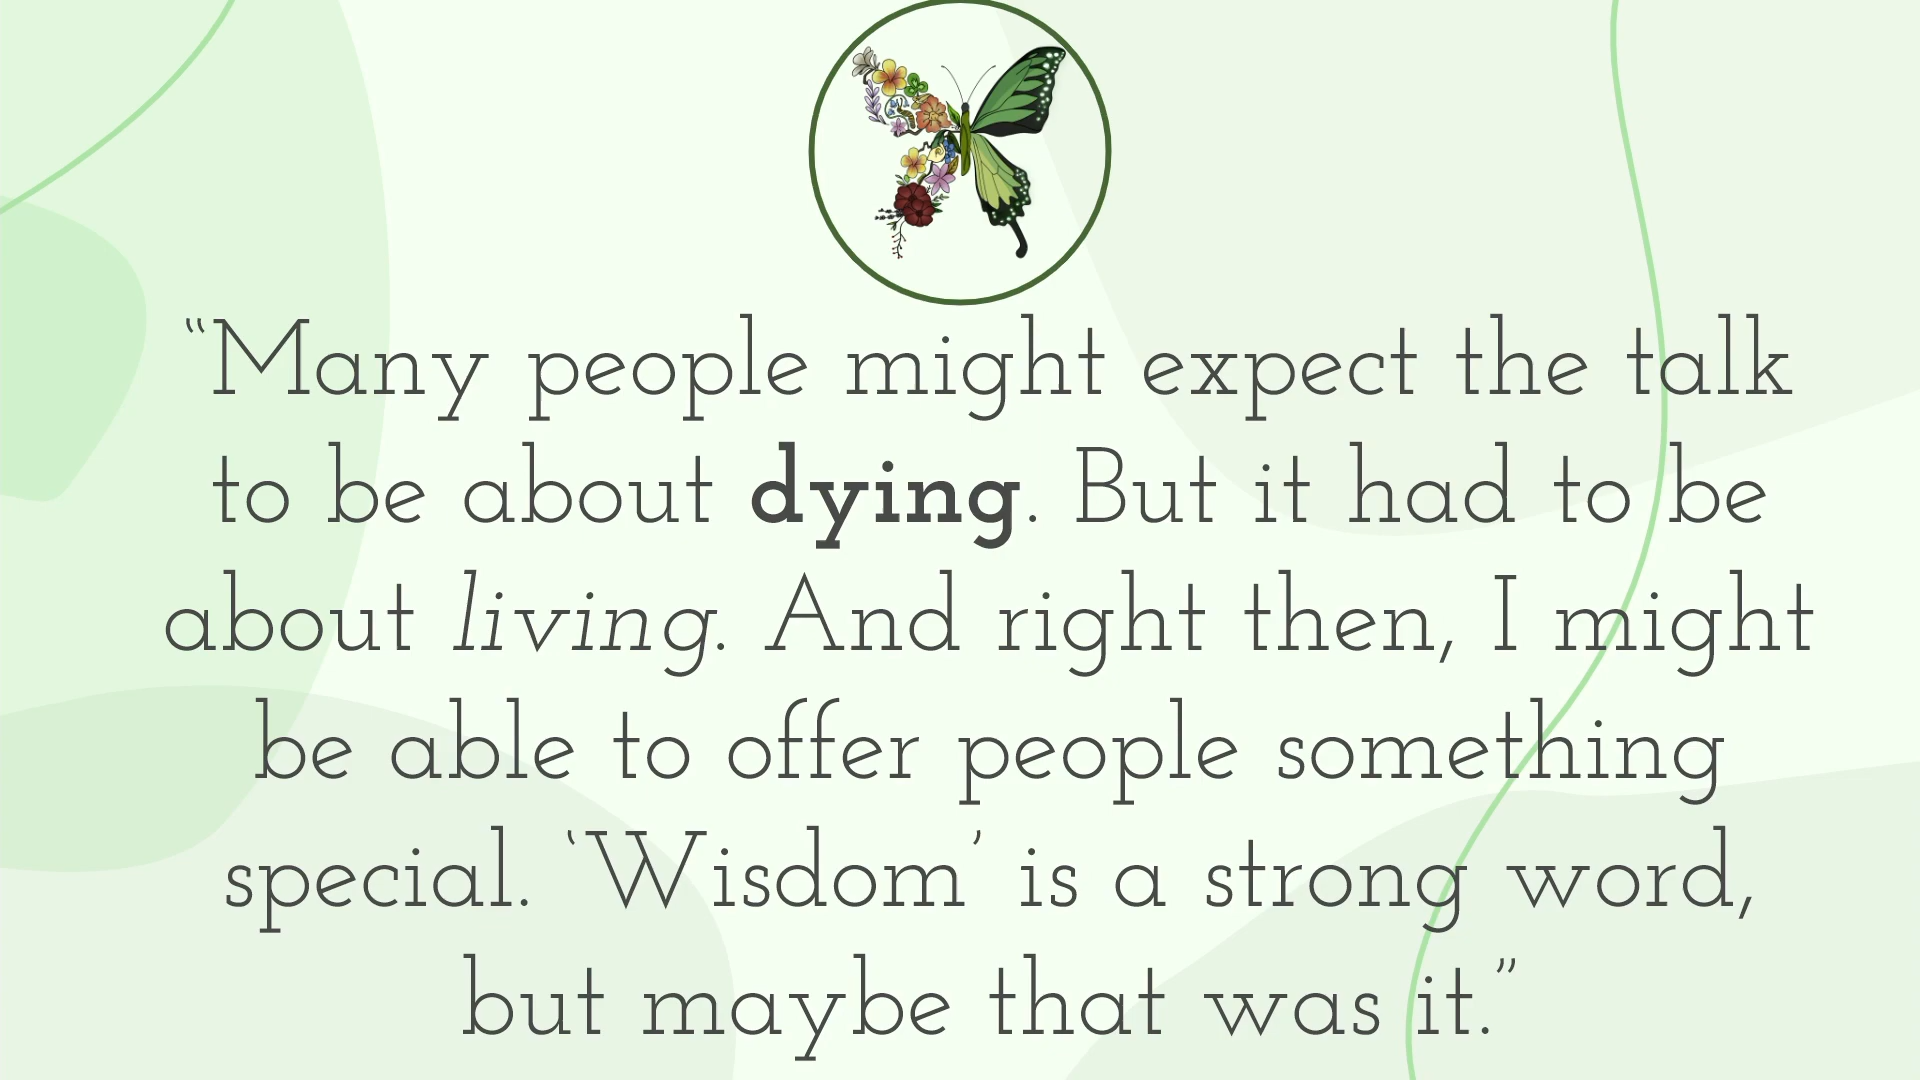 “Many people might expect the talk
to be about dying. But it had to be
about living. And right then, I might
be able to offer people something
special. ‘Wisdom’ is a strong word,
but maybe that was it.”